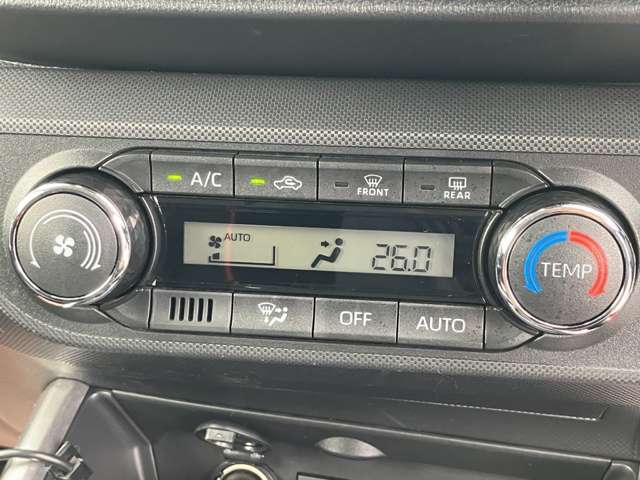 A/C
FRONT
REAR
AUTO
26.0
TEMP
OFF
AUTO